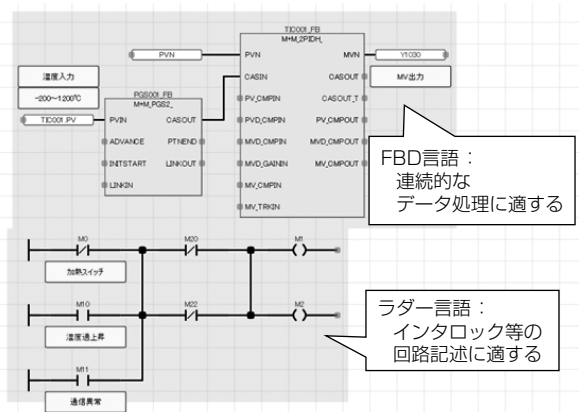 TIC001_FB
M+M_2PIDH_
PVN
PVN
MVN
Y1030
CASIN
CASOUT
MV出力
PV_CMPIN
CASOUT_T
PVD_CMPIN
PV_CMPOUT
MVD_CMPIN
MVD_CMPOUT
MVD_GAININ
MV_CMPOUT
MV_CMPIN
MV_TRKIN
温度入力
-200～1200℃
TIC001.PV
PGS001_FB
M+M_PGS2_
PVIN
CASOUT
ADVANCE
PTNEND
INITSTART
LINKOUT
LINKIN
FBD言語：
連続的な
データ処理に適する
M0
M20
M1
加熱スイッチ
M10
M22
M2
温度過上昇
M11
通信異常
ラダー言語：
インタロック等の
回路記述に適する